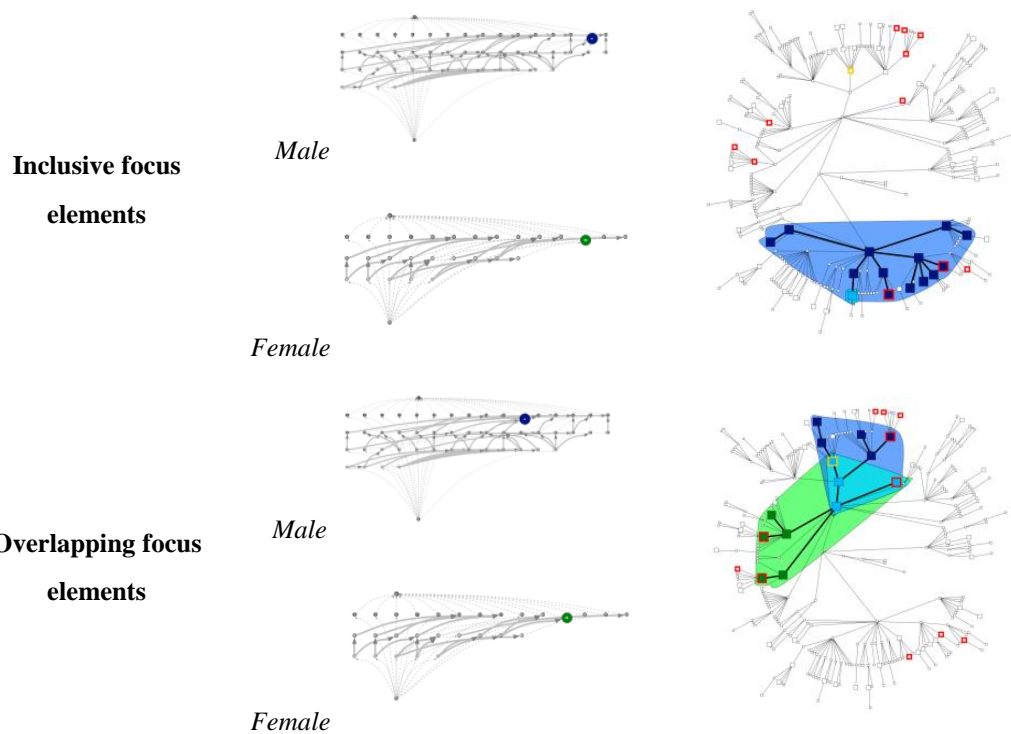 Male
Inclusive focus
elements
Female
Male
Overlapping focus
elements
Female